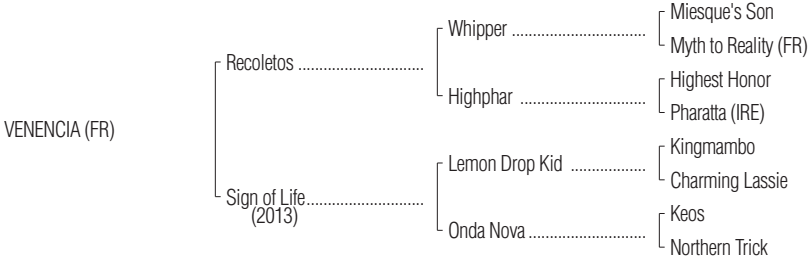 Miesque's Son
Whipper ..............................
Myth to Reality (FR)
Recoletos ............................
Highest Honor
Highphar ............................
Pharatta (IRE)
VENENCIA (FR)
Kingmambo
Lemon Drop Kid .................
Charming Lassie
Sign of Life..........................
(2013)
Keos
Onda Nova ..........................
Northern Trick